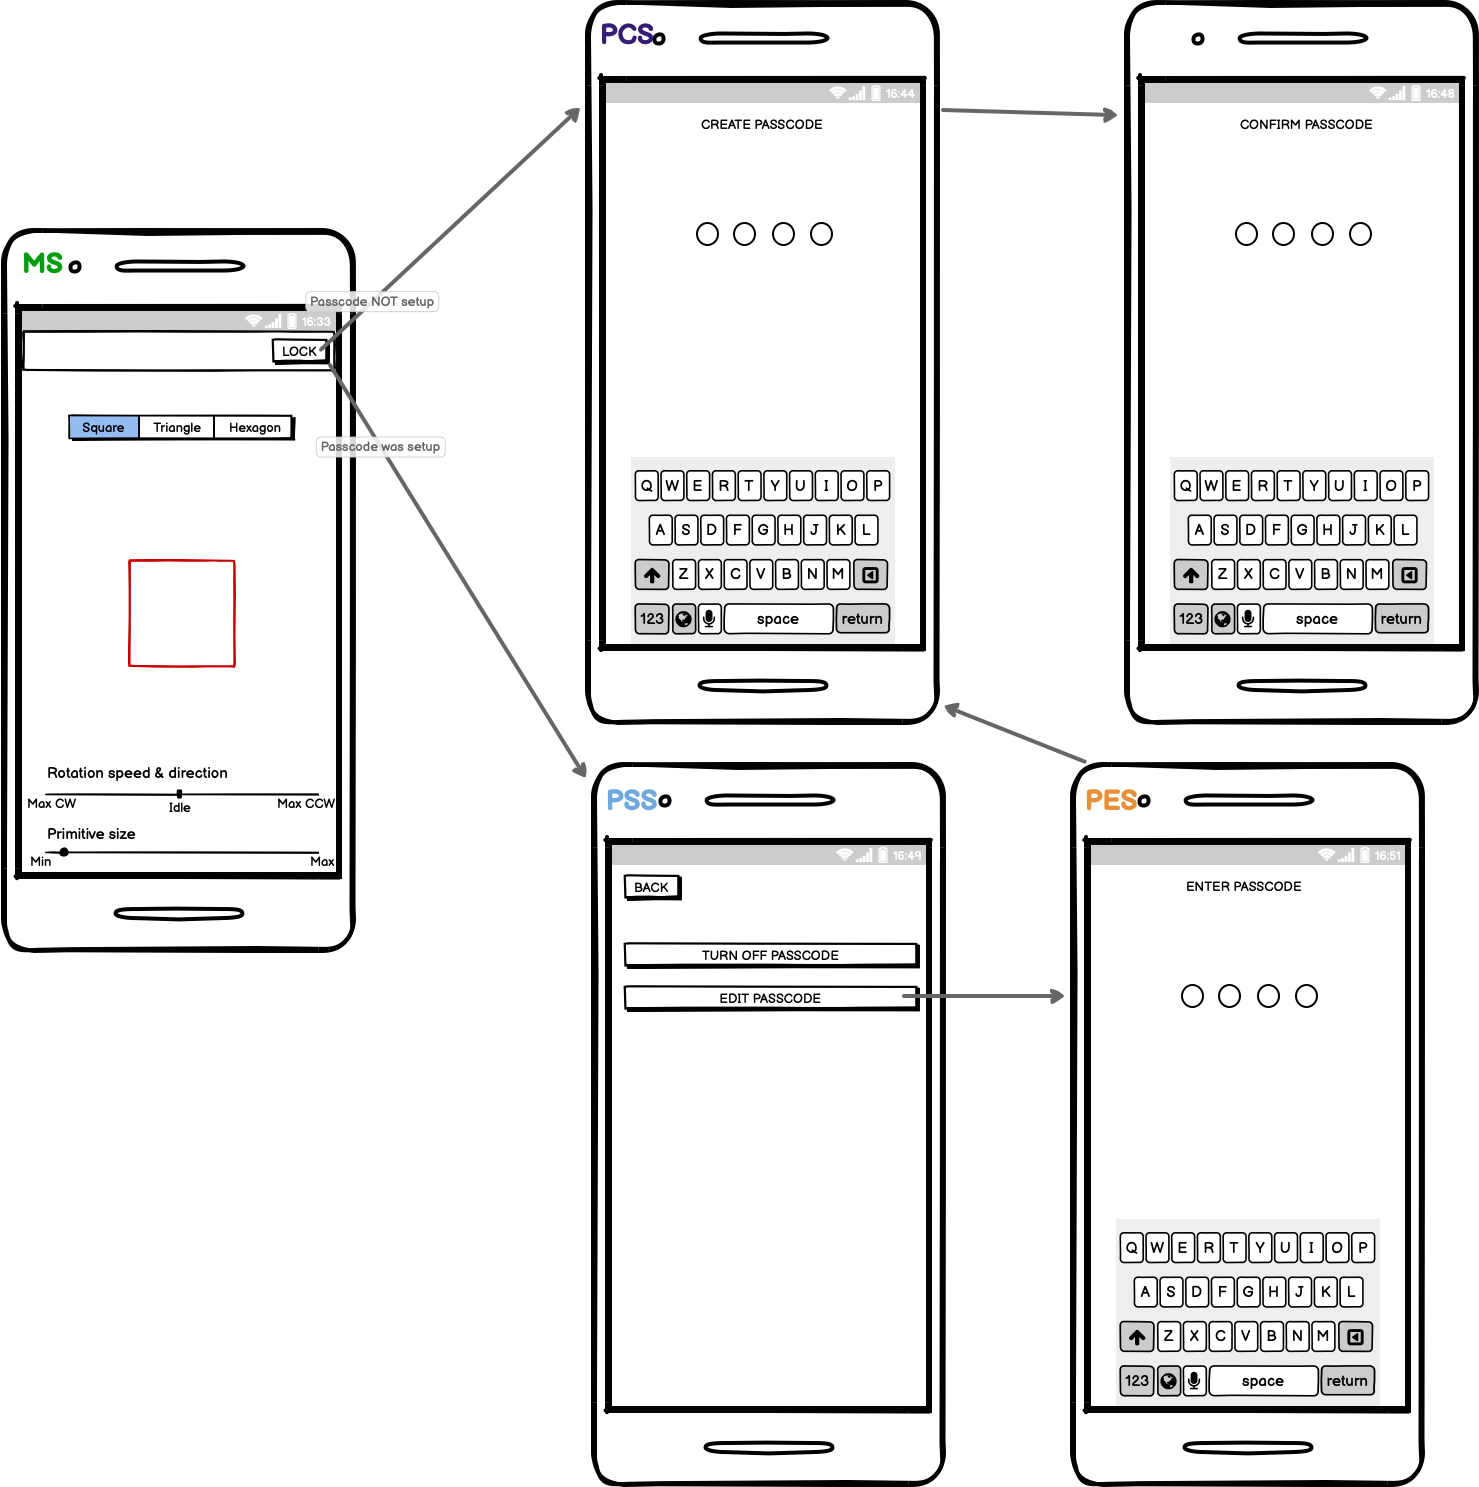 MS
16:33
LOCK
Square Triangle Hexagon
Rotation speed & direction
Max CW Idle Max CCW
Primitive size
Min Max
Passcode NOT setup
Passcode was setup
PCS
16:44
CREATE PASSCODE
Q W E R T Y U I O P
A S D F G H J K L
Z X C V B N M
123 space return
16:48
CONFIRM PASSCODE
Q W E R T Y U I O P
A S D F G H J K L
Z X C V B N M
123 space return
PSS
16:49
BACK
TURN OFF PASSCODE
EDIT PASSCODE
PES
16:51
ENTER PASSCODE
Q W E R T Y U I O P
A S D F G H J K L
Z X C V B N M
123 space return